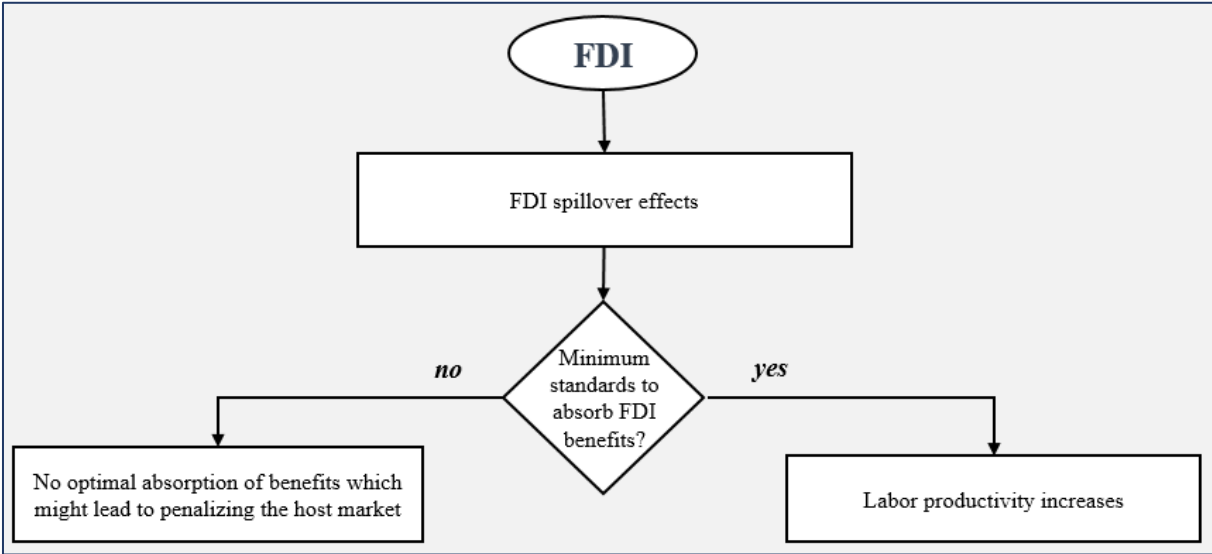 FDI
FDI spillover effects
no
Minimum
standards to
absorb FDI
benefits?
yes
No optimal absorption of benefits which
might lead to penalizing the host market
Labor productivity increases